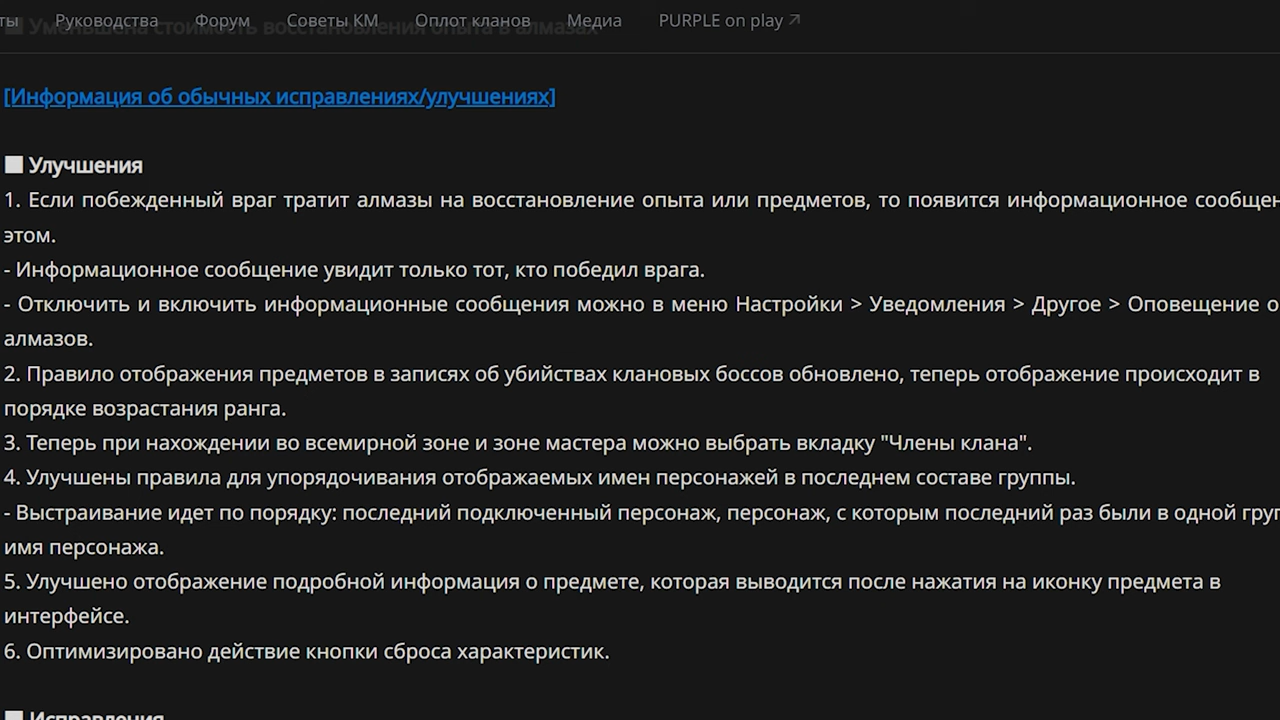 Руководства Форум Советы КМ Оплот кланов Медиа PURPLE on play
Уменьшена стоимость восстановления опыта в алмазах
[Информация об обычных исправлениях/улучшениях]
Улучшения
1. Если побежденный враг тратит алмазы на восстановление опыта или предметов, то появится информационное
этом.
- Информационное сообщение увидит только тот, кто победил врага.
- Отключить и включить информационные сообщения можно в меню Настройки > Уведомления > Другое > Оповещение
алмазов.
2. Правило отображения предметов в записях об убийствах клановых боссов обновлено, теперь отображение происходит в
порядке возрастания ранга.
3. Теперь при нахождении во всемирной зоне и зоне мастера можно выбрать вкладку "Члены клана".
4. Улучшены правила для упорядочивания отображаемых имен персонажей в последнем составе группы.
- Выстраивание идет по порядку: последний подключенный персонаж, персонаж, с которым последний раз были в одной
имя персонажа.
5. Улучшено отображение подробной информация о предмете, которая выводится после нажатия на иконку предмета в
интерфейсе.
6. Оптимизировано действие кнопки сброса характеристик.
Исправления